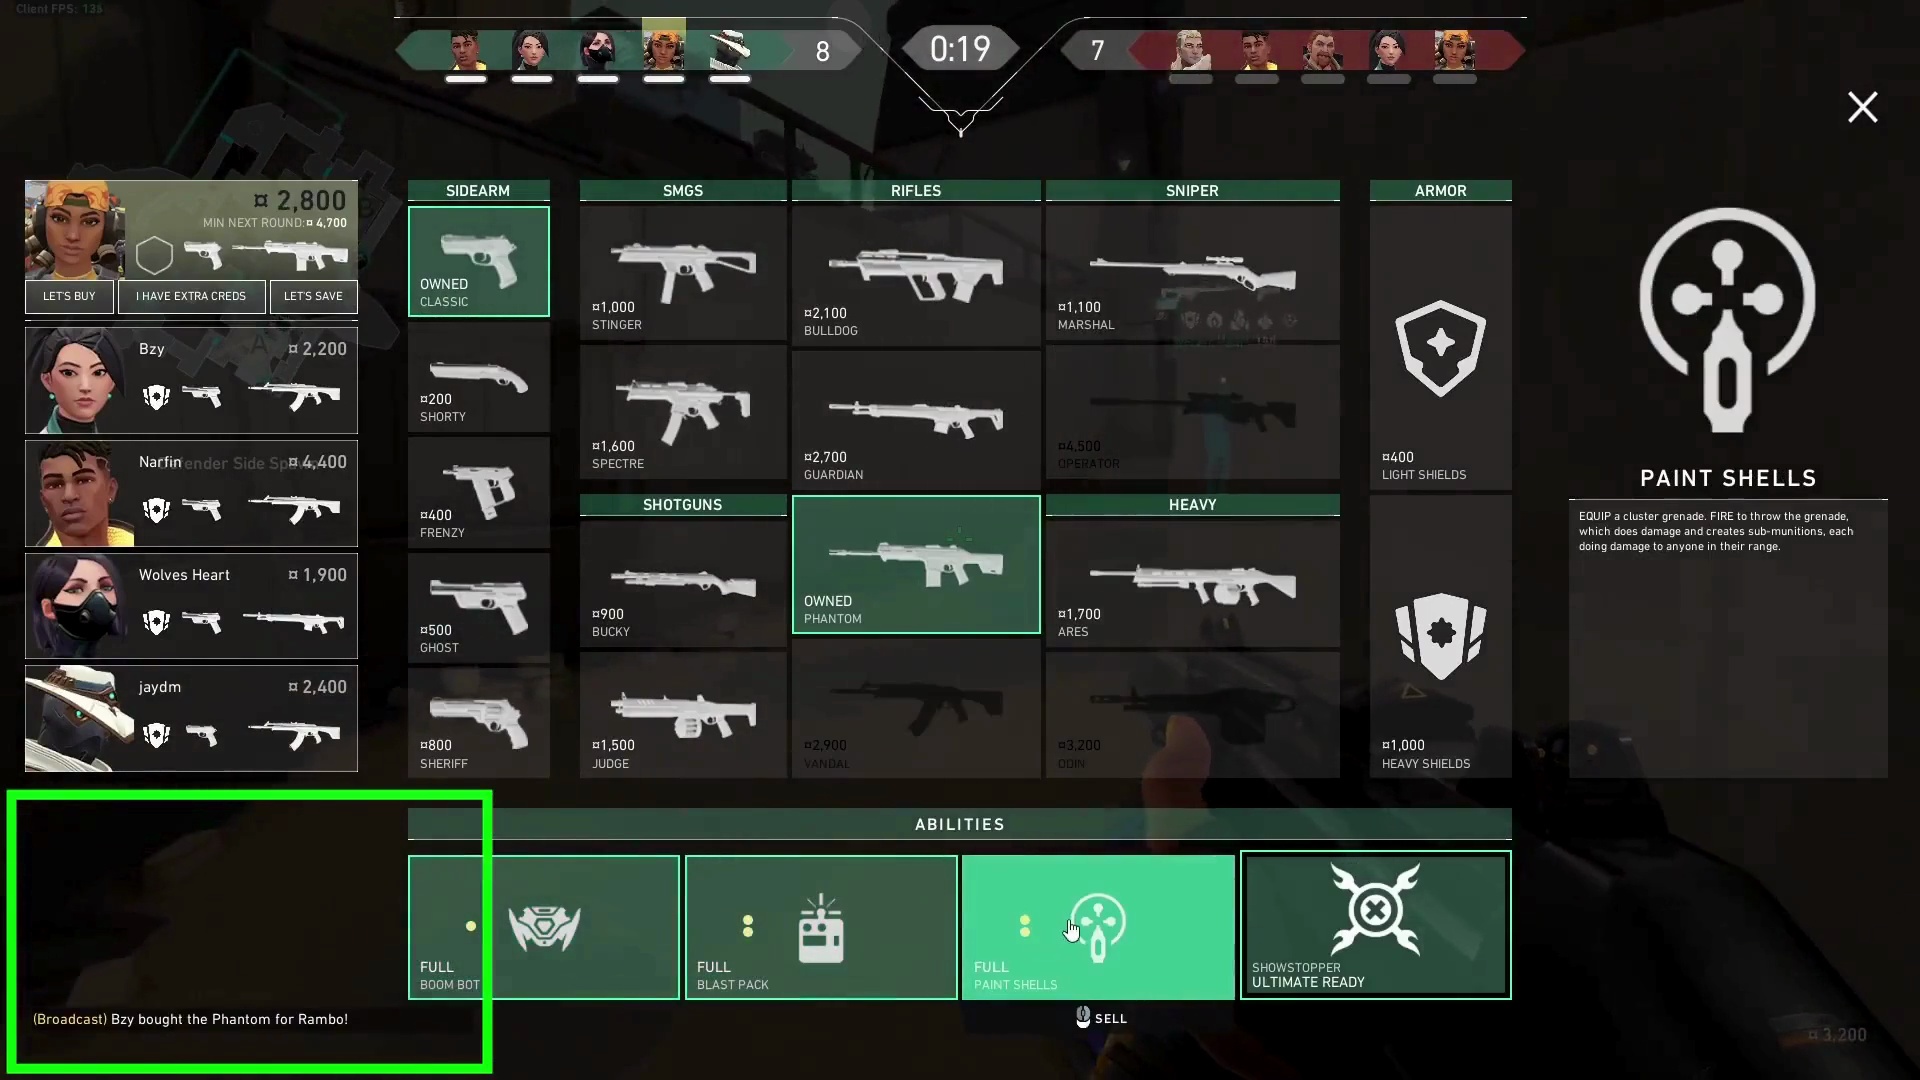 Client FPS: 136
8
0:19
7
¤ 2,800
MIN NEXT ROUND: ¤ 4,700
LET'S BUY
I HAVE EXTRA CREDS
LET'S SAVE
Bzy
¤ 2,200
Narfin
¤ 4,400
Defender Side Spawn
Wolves Heart
¤ 1,900
jaydm
¤ 2,400
A
B
SIDEARM
OWNED
CLASSIC
¤200
SHORTY
¤400
FRENZY
¤500
GHOST
¤800
SHERIFF
SMGS
¤1,000
STINGER
¤1,600
SPECTRE
SHOTGUNS
¤900
BUCKY
¤1,500
JUDGE
RIFLES
¤2,100
BULLDOG
¤2,700
GUARDIAN
OWNED
PHANTOM
¤2,900
VANDAL
SNIPER
¤1,100
MARSHAL
¤4,500
OPERATOR
HEAVY
¤1,700
ARES
¤3,200
ODIN
ARMOR
¤400
LIGHT SHIELDS
¤1,000
HEAVY SHIELDS
PAINT SHELLS
EQUIP a cluster grenade. FIRE to throw the grenade,
which does damage and creates sub-munitions, each
doing damage to anyone in their range.
ABILITIES
FULL
BOOM BOT
FULL
BLAST PACK
FULL
PAINT SHELLS
SHOWSTOPPER
ULTIMATE READY
SELL
(Broadcast) Bzy bought the Phantom for Rambo!
¤ 3,200